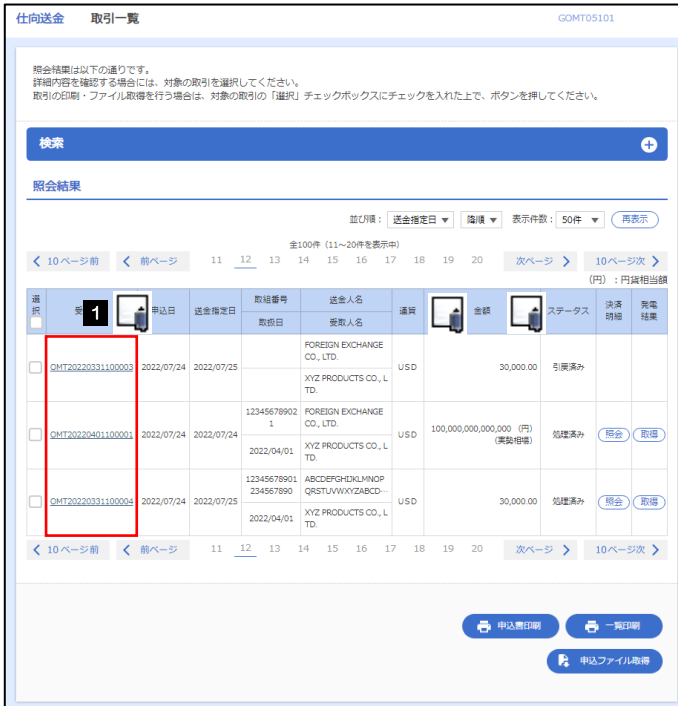 仕向送金 取引一覧 GOMT05101
照会結果は以下の通りです。
詳細内容を確認する場合には、対象の取引を選択してください。
取引の印刷・ファイル取得を行う場合は、対象の取引の「選択」チェックボックスにチェックを入れた上で、ボタンを押してください。
検索
照会結果
並び順： 送金指定日 降順 表示件数： 50件 再表示
全100件（11～20件を表示中）
10ページ前 前ページ 11 12 13 14 15 16 17 18 19 20 次ページ 10ページ次
(円)：円貨相当額
選択 受 1 申込日 送金指定日 取組番号 送金人名 通貨 金額 ステータス 決済明細 発電結果
取扱日 受取人名
OMT20220331100003 2022/07/24 2022/07/25 FOREIGN EXCHANGE CO., LTD. USD 30,000.00 引戻済み
XYZ PRODUCTS CO., LTD.
OMT20220401100001 2022/07/24 2022/07/24 123456789021 FOREIGN EXCHANGE CO., LTD. USD 100,000,000,000,000 (円) (実勢相場) 処理済み 照会 取得
2022/04/01 XYZ PRODUCTS CO., LTD.
OMT20220331100004 2022/07/24 2022/07/25 12345678901234567890 ABCDEFGHIJKLMNOPQRSTUVWXYZABCD… USD 30,000.00 処理済み 照会 取得
2022/04/01 XYZ PRODUCTS CO., LTD.
10ページ前 前ページ 11 12 13 14 15 16 17 18 19 20 次ページ 10ページ次
申込書印刷 一覧印刷
申込ファイル取得